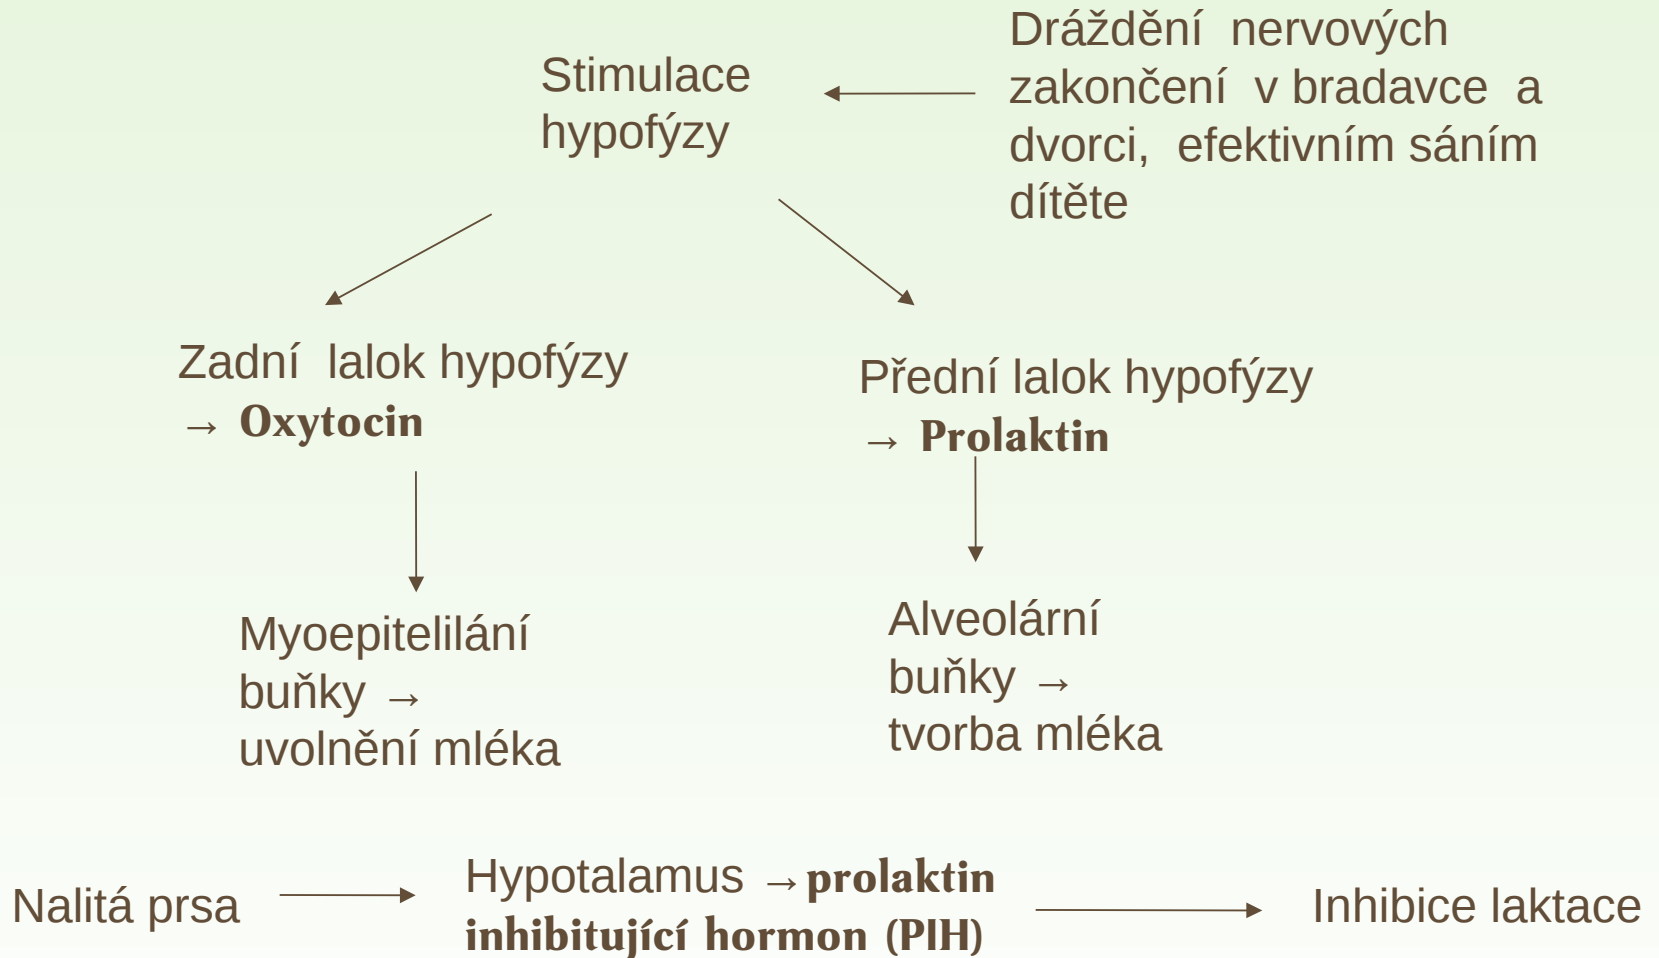 Stimulace
hypofýzy
Dráždění nervových
zakončení v bradavce a
dvorci, efektivním sáním
dítěte
Zadní lalok hypofýzy
→ Oxytocin
Přední lalok hypofýzy
→ Prolaktin
Myoepitelilání
buňky →
uvolnění mléka
Alveolární
buňky →
tvorba mléka
Nalitá prsa
Hypotalamus →prolaktin
inhibitující hormon (PIH)
Inhibice laktace